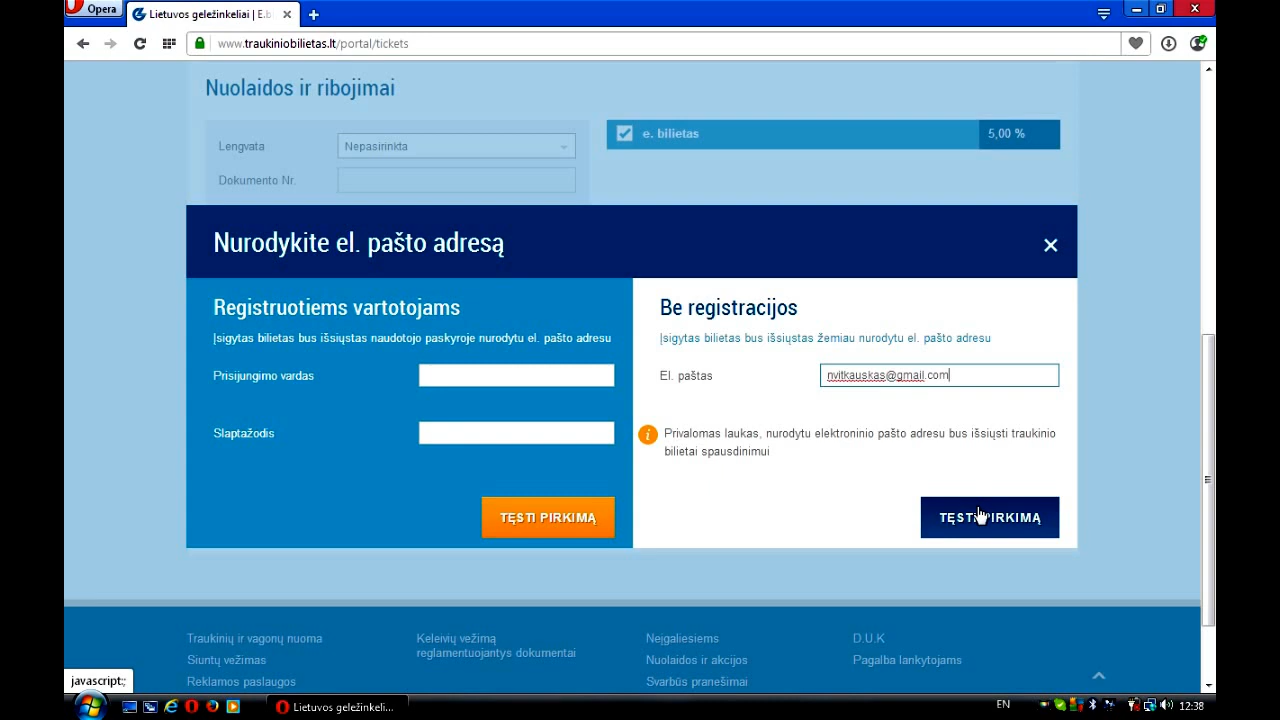 Opera
Lietuvos geležinkeliai | E.b
www.traukiniobilietas.lt/portal/tickets
Nuolaidos ir ribojimai
Lengvata
Nepasirinkta
Dokumento Nr.
e. bilietas
5,00 %
Nurodykite el. pašto adresą
Registruotiems vartotojams
Įsigytas bilietas bus išsiųstas naudotojo paskyroje nurodytu el. pašto adresu
Prisijungimo vardas
Slaptažodis
TĘSTI PIRKIMĄ
Be registracijos
Įsigytas bilietas bus išsiųstas žemiau nurodytu el. pašto adresu
El. paštas
nvitkauskas@gmail.com
Privalomas laukas, nurodytu elektroninio pašto adresu bus išsiųsti traukinio
bilietai spausdinimui
TĘSTI PIRKIMĄ
Traukinių ir vagonų nuoma
Siuntų vežimas
Reklamos paslaugos
Keleivių vežimą
reglamentuojantys dokumentai
Neįgaliesiems
Nuolaidos ir akcijos
Svarbūs pranešimai
D.U.K
Pagalba lankytojams
javascript:;
Lietuvos geležinkeli...
EN
12:38